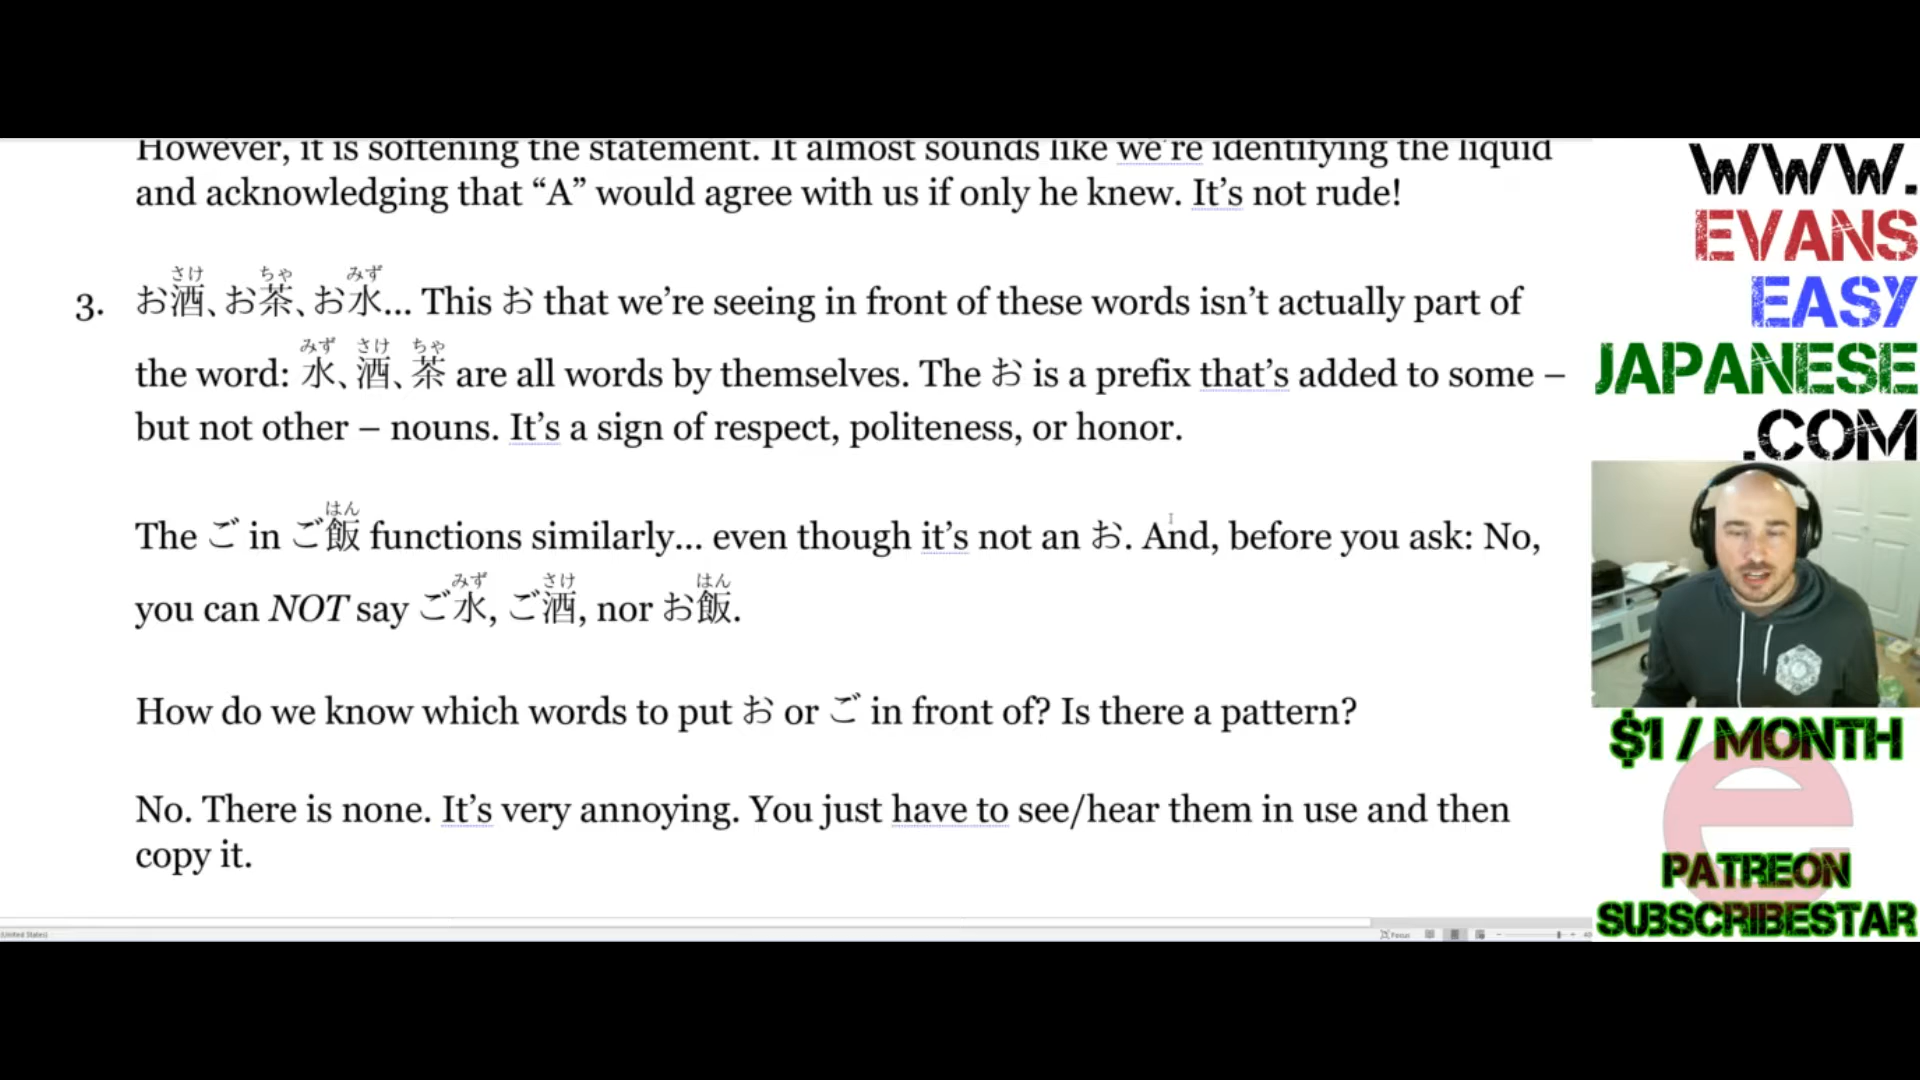 However, it is softening the statement. It almost sounds like we're identifying the liquid
and acknowledging that “A” would agree with us if only he knew. It's not rude!
さけ ちゃ みず
3. お酒、お茶、お水... This お that we're seeing in front of these words isn't actually part of
みず さけ ちゃ
the word: 水、酒、茶 are all words by themselves. The お is a prefix that's added to some –
but not other – nouns. It's a sign of respect, politeness, or honor.
はん
The ご in ご飯 functions similarly... even though it's not an お. And, before you ask: No,
みず さけ はん
you can NOT say ご水, ご酒, nor お飯.
How do we know which words to put お or ご in front of? Is there a pattern?
No. There is none. It's very annoying. You just have to see/hear them in use and then
copy it.
(United States)
Focus
WWW.
EVANS
EASY
JAPANESE
.COM
$1 / MONTH
e
PATREON
SUBSCRIBESTAR